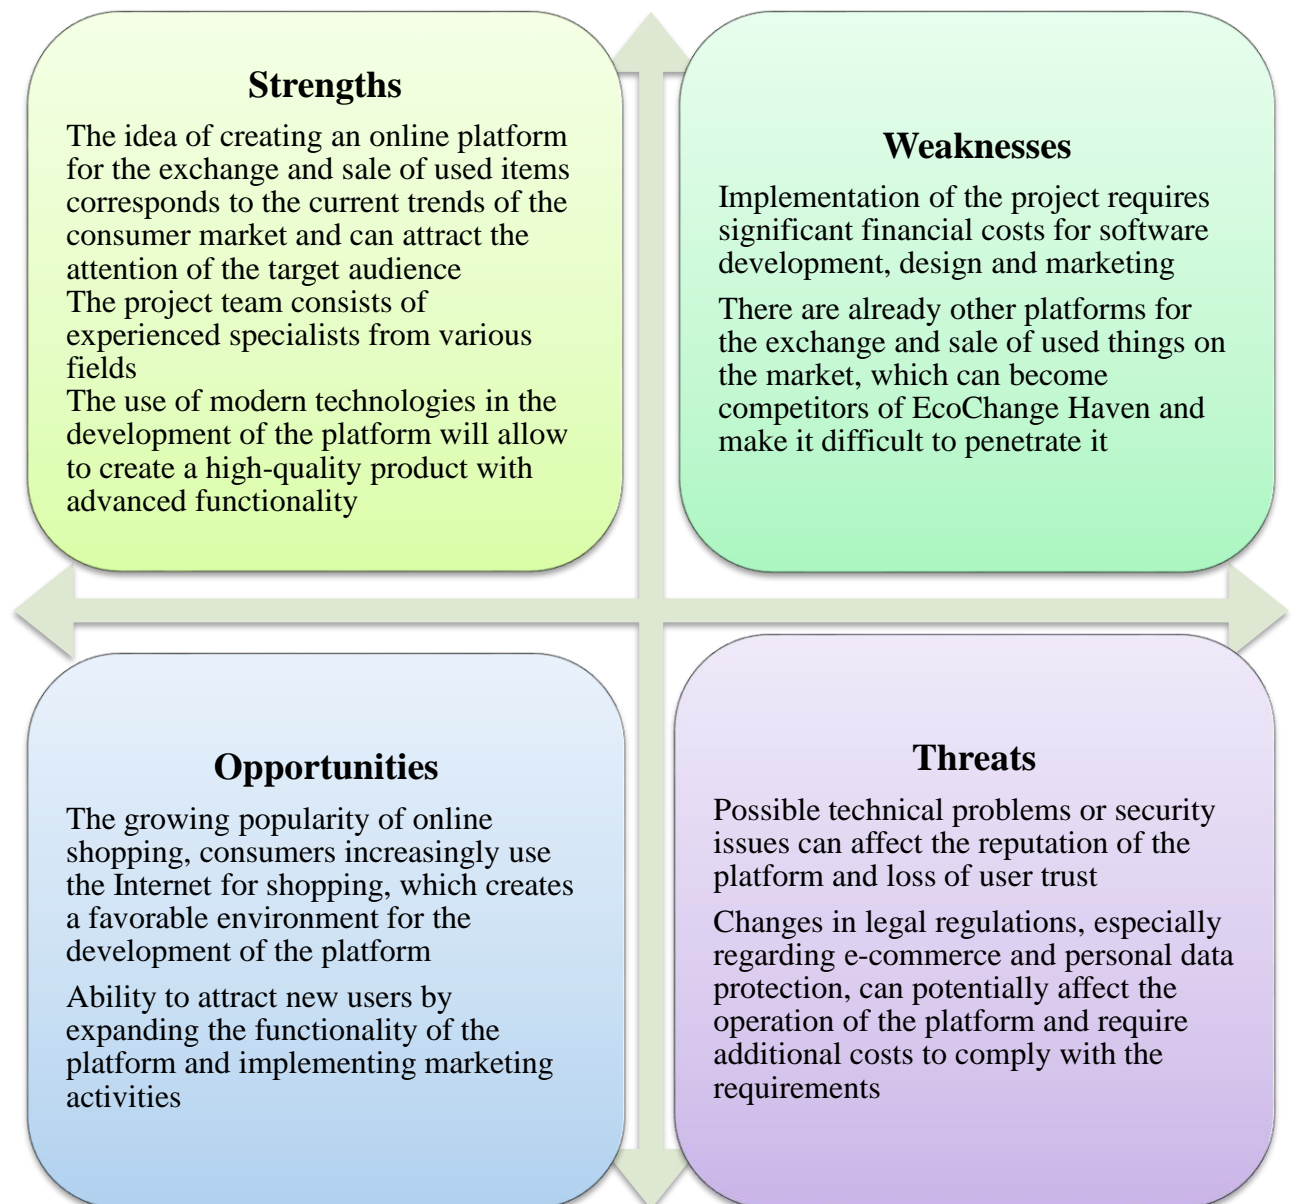 Strengths
The idea of creating an online platform
for the exchange and sale of used items
corresponds to the current trends of the
consumer market and can attract the
attention of the target audience
The project team consists of
experienced specialists from various
fields
The use of modern technologies in the
development of the platform will allow
to create a high-quality product with
advanced functionality
Weaknesses
Implementation of the project requires
significant financial costs for software
development, design and marketing
There are already other platforms for
the exchange and sale of used things on
the market, which can become
competitors of EcoChange Haven and
make it difficult to penetrate it
Opportunities
The growing popularity of online
shopping, consumers increasingly use
the Internet for shopping, which creates
a favorable environment for the
development of the platform
Ability to attract new users by
expanding the functionality of the
platform and implementing marketing
activities
Threats
Possible technical problems or security
issues can affect the reputation of the
platform and loss of user trust
Changes in legal regulations, especially
regarding e-commerce and personal data
protection, can potentially affect the
operation of the platform and require
additional costs to comply with the
requirements